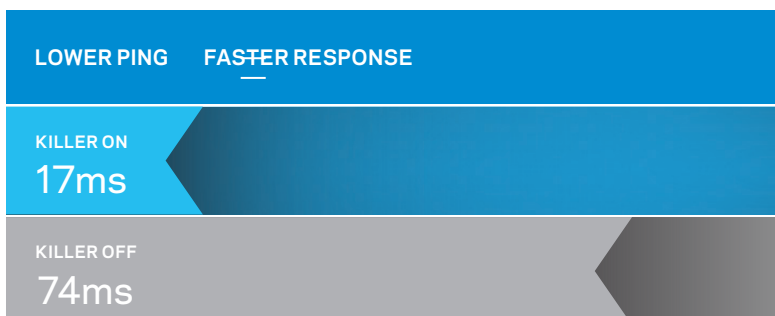 LOWER PING FASTER RESPONSE
KILLER ON
17ms
KILLER OFF
74ms